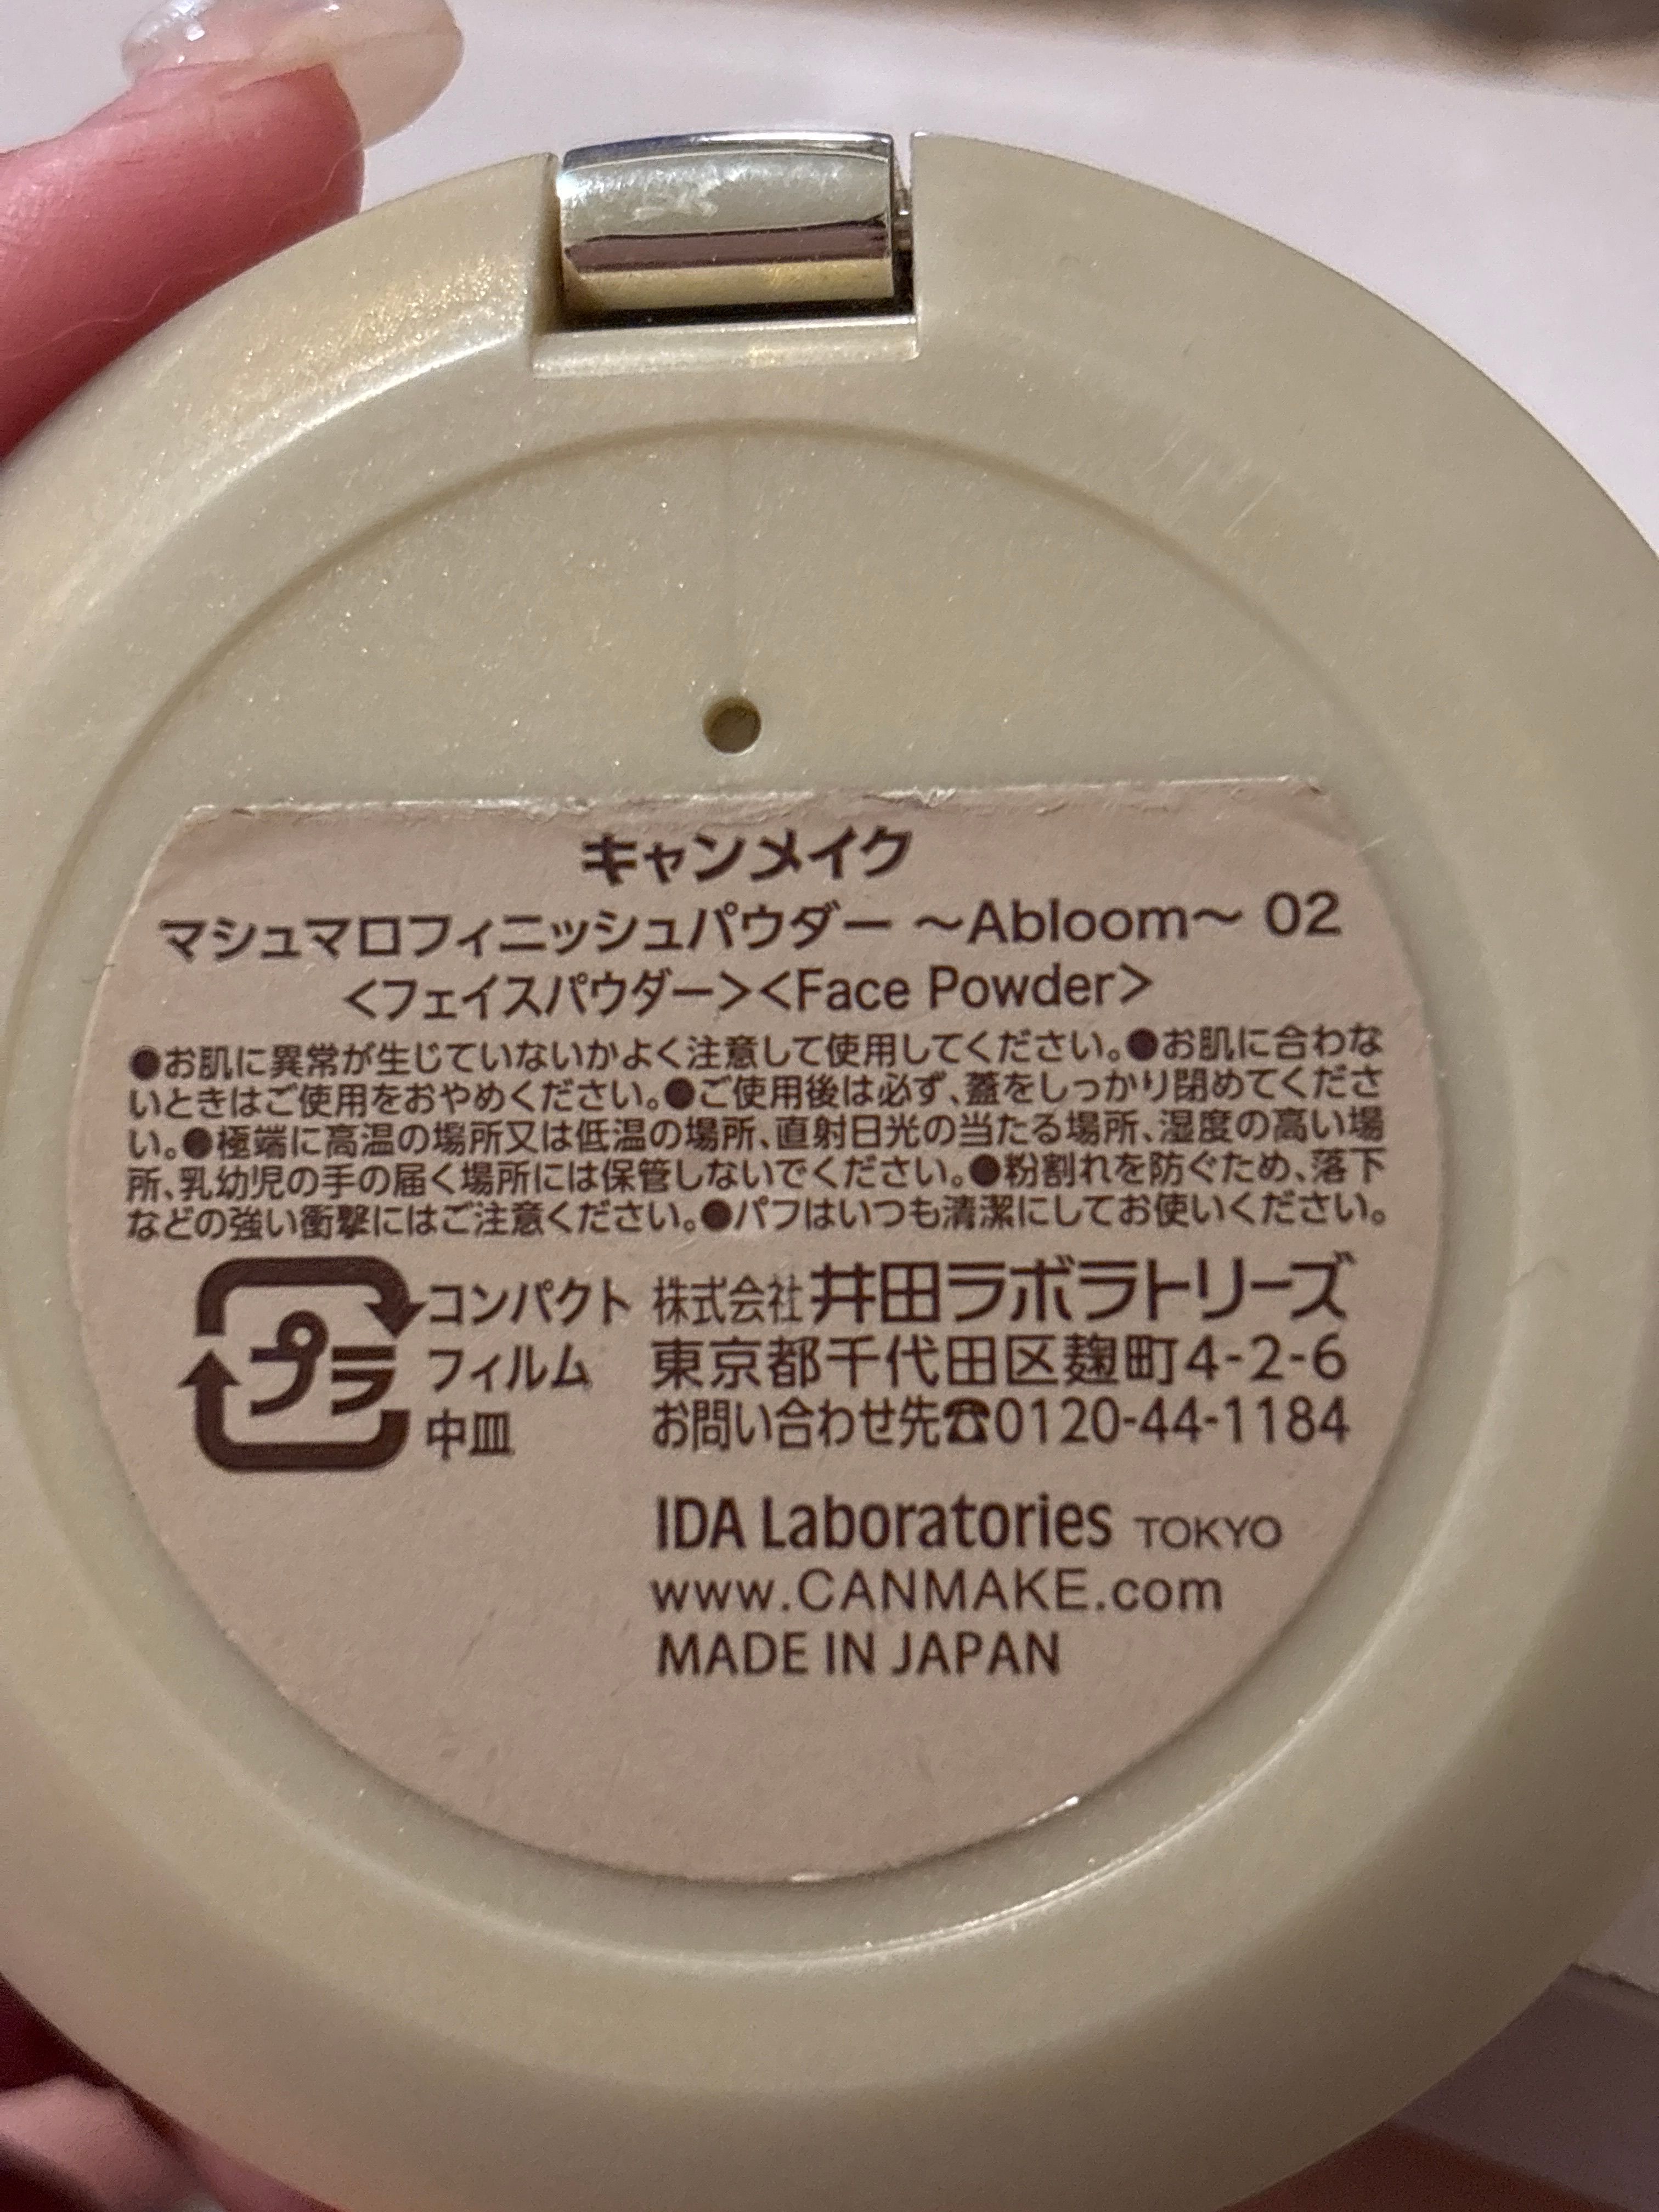 キャンメイク
マシュマロフィニッシュパウダー ～Abloom～ 02
<フェイスパウダー><Face Powder>
●お肌に異常が生じていないかよく注意して使用してください。●お肌に合わな
いときはご使用をおやめください。●ご使用後は必ず、蓋をしっかり閉めてくださ
い。●極端に高温の場所又は低温の場所、直射日光の当たる場所、湿度の高い場
所、乳幼児の手の届く場所には保管しないでください。●粉割れを防ぐため、落下
などの強い衝撃にはご注意ください。●パフはいつも清潔にしてお使いください。
プラ
コンパクト
フィルム
中皿
株式会社井田ラボラトリーズ
東京都千代田区麹町4-2-6
お問い合わせ先☎0120-44-1184
IDA Laboratories TOKYO
www.CANMAKE.com
MADE IN JAPAN